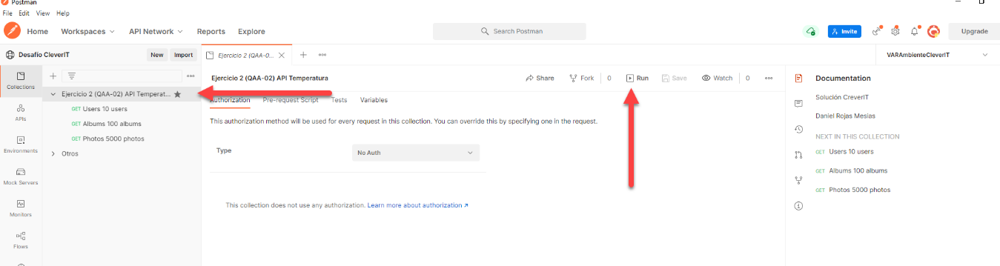 Postman
File Edit View Help
Home Workspaces API Network Reports Explore
Search Postman
Invite
Upgrade
Desafío CleverIT
New Import
Ejercicio 2 (QAA-0...
VARAmbienteCleverIT
Collections
APIs
Environments
Mock Servers
Monitors
Flows
Ejercicio 2 (QAA-02) API Temperat...
GET Users 10 users
GET Albums 100 albums
GET Photos 5000 photos
Otros
Ejercicio 2 (QAA-02) API Temperatura
Share Fork 0 Run Save Watch 0
Authorization Pre-request Script Tests Variables
This authorization method will be used for every request in this collection. You can override this by specifying one in the request.
Type
No Auth
This collection does not use any authorization. Learn more about authorization
Documentation
Solución CreverIT
Daniel Rojas Mesias
NEXT IN THIS COLLECTION
GET Users 10 users
GET Albums 100 albums
GET Photos 5000 photos